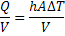 Q/V = hAΔT/V